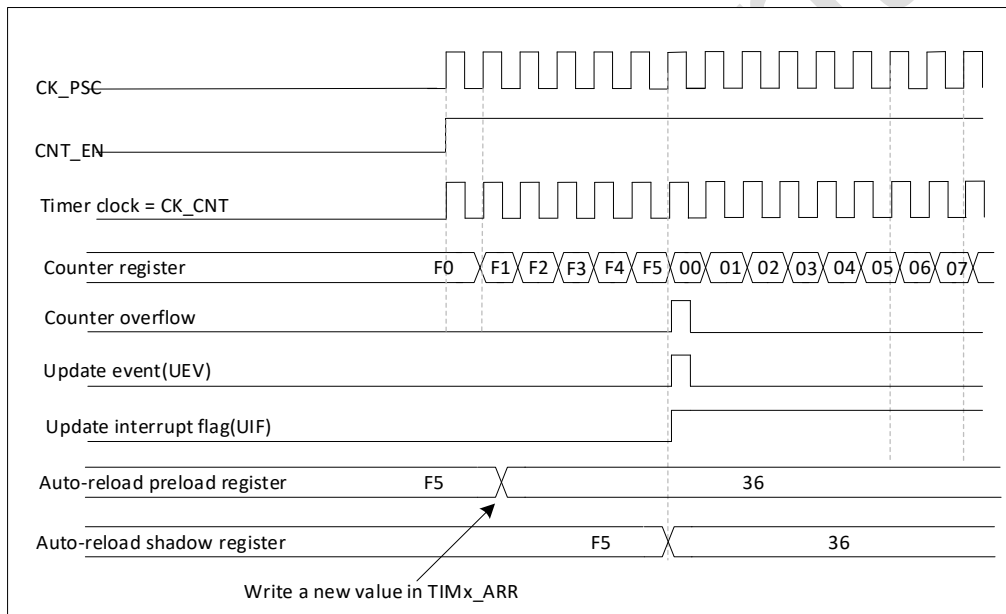 CK_PSC
CNT_EN
Timer clock = CK_CNT
Counter register F0 F1 F2 F3 F4 F5 00 01 02 03 04 05 06 07
Counter overflow
Update event(UEV)
Update interrupt flag(UIF)
Auto-reload preload register F5 36
Auto-reload shadow register F5 36
Write a new value in TIMx_ARR